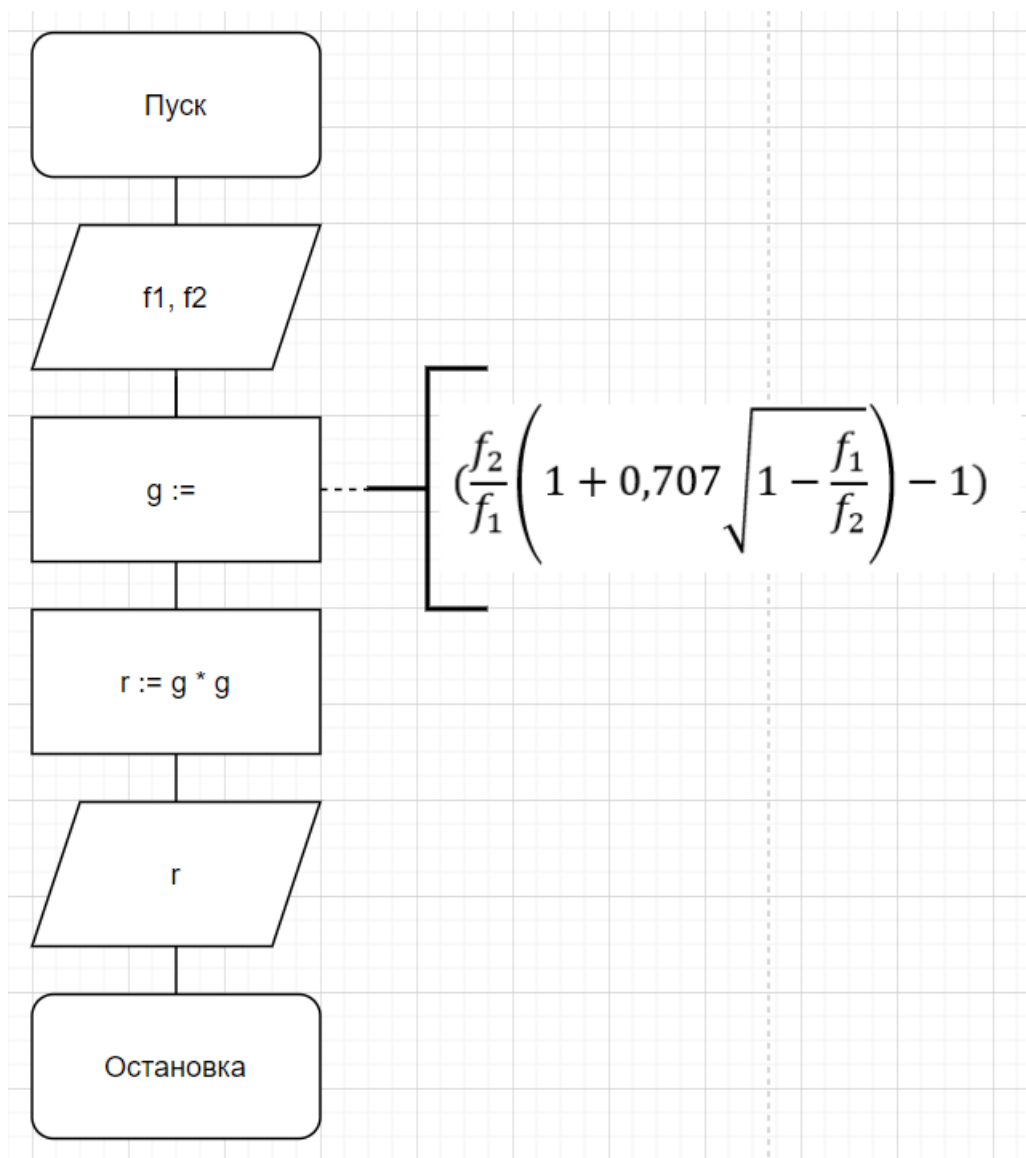 Пуск
f1, f2
g :=
(f₂/f₁(1 + 0,707√(1 − f₁/f₂)) − 1)
r := g * g
r
Остановка